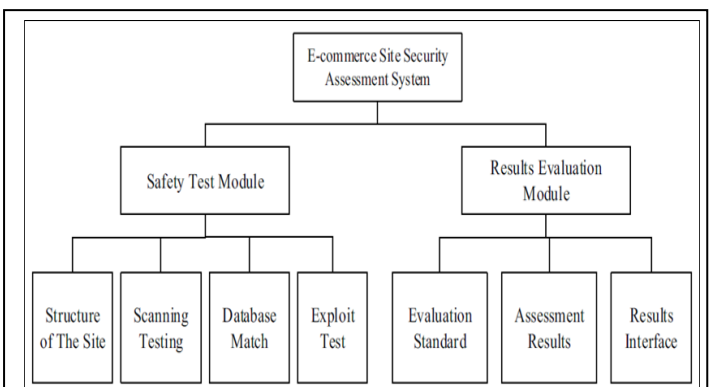 E-commerce Site Security
Assessment System
Safety Test Module
Results Evaluation
Module
Structure
of The Site
Scanning
Testing
Database
Match
Exploit
Test
Evaluation
Standard
Assessment
Results
Results
Interface